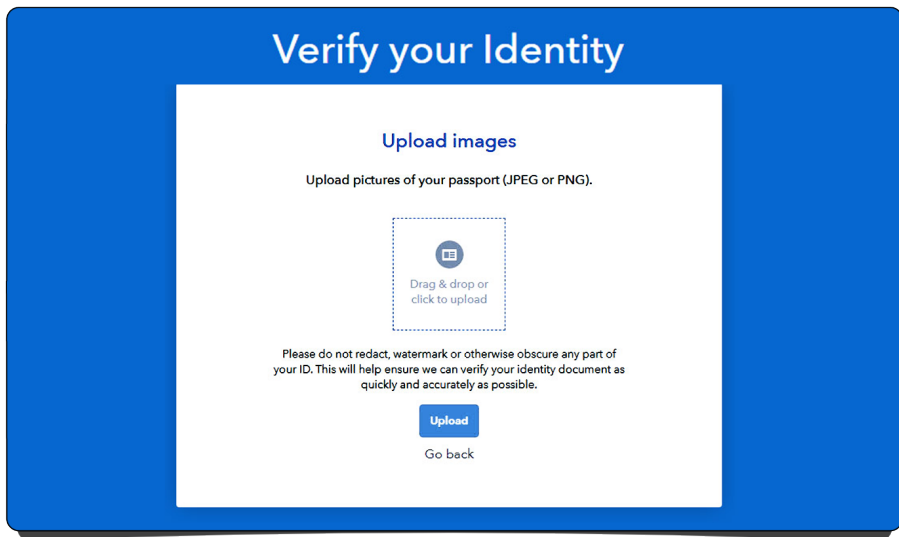 Verify your Identity
Upload images
Upload pictures of your passport (JPEG or PNG).
Drag & drop or
click to upload
Please do not redact, watermark or otherwise obscure any part of
your ID. This will help ensure we can verify your identity document as
quickly and accurately as possible.
Upload
Go back